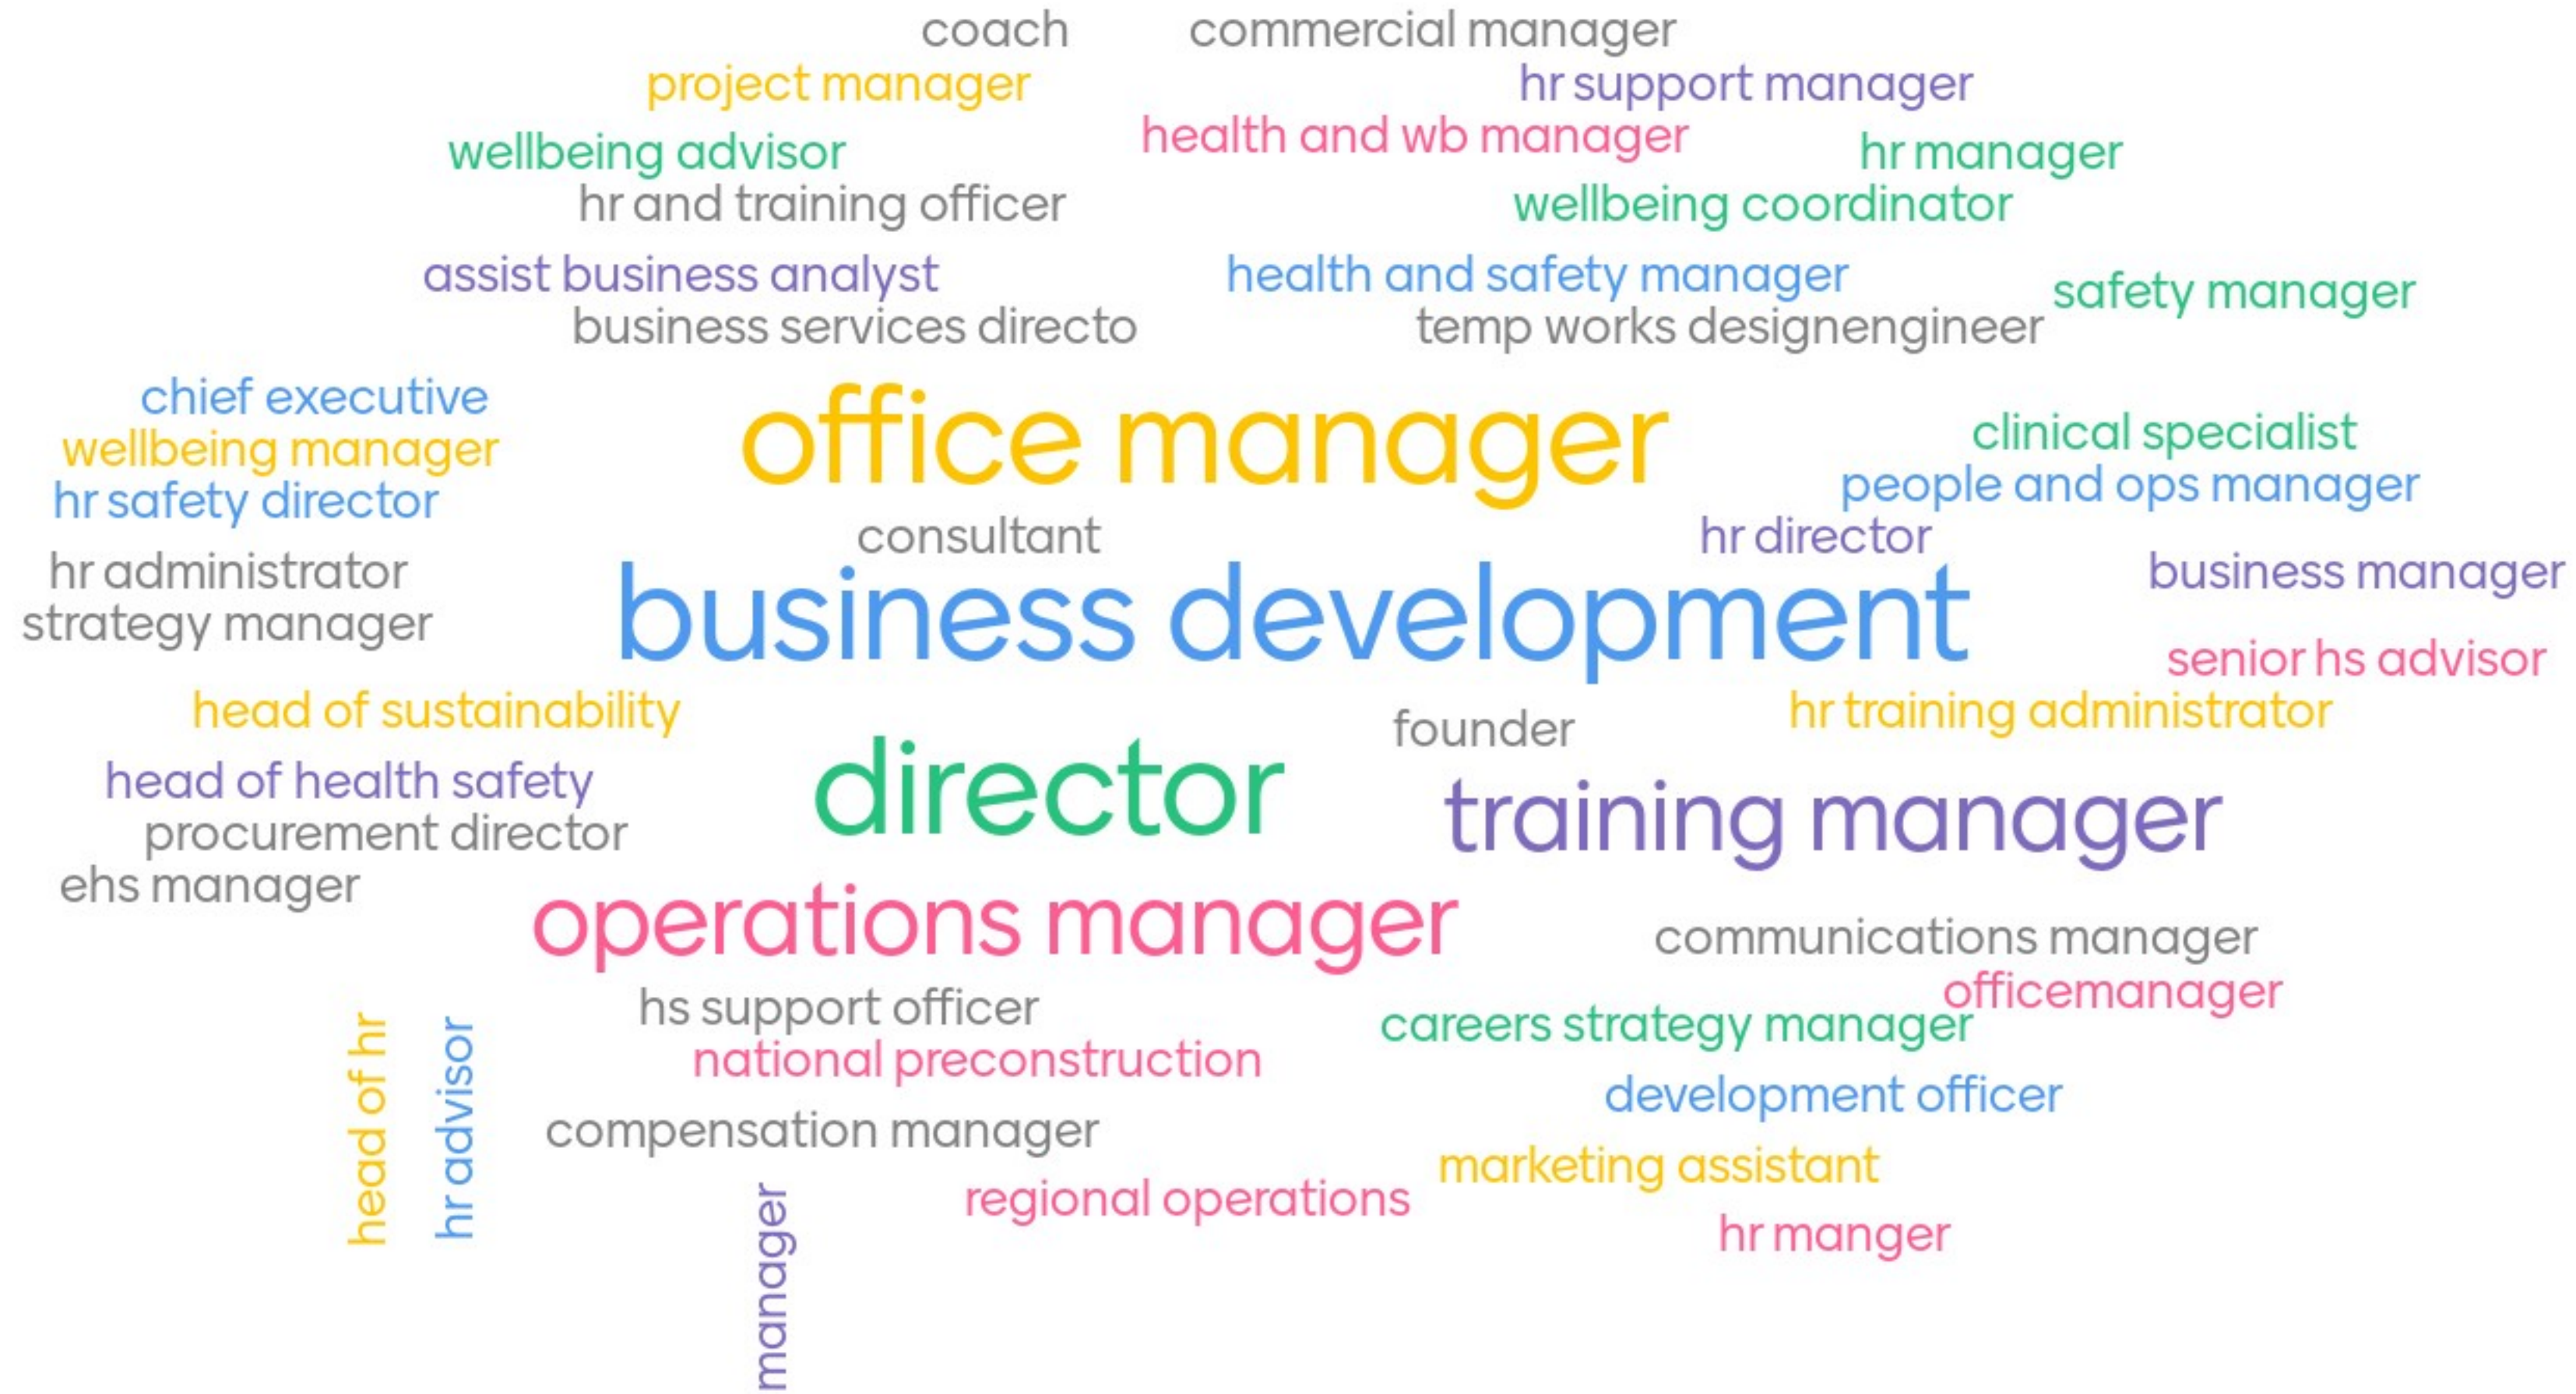 coach
commercial manager
project manager
hr support manager
health and wb manager
wellbeing advisor
hr manager
hr and training officer
wellbeing coordinator
assist business analyst
health and safety manager
safety manager
business services directo
temp works designengineer
chief executive
office manager
clinical specialist
wellbeing manager
people and ops manager
hr safety director
consultant
hr director
hr administrator
business manager
business development
strategy manager
senior hs advisor
head of sustainability
founder
hr training administrator
head of health safety
director
training manager
procurement director
ehs manager
operations manager
communications manager
officemanager
hs support officer
careers strategy manager
national preconstruction
development officer
head of hr
hr advisor
compensation manager
marketing assistant
regional operations
hr manger
manager